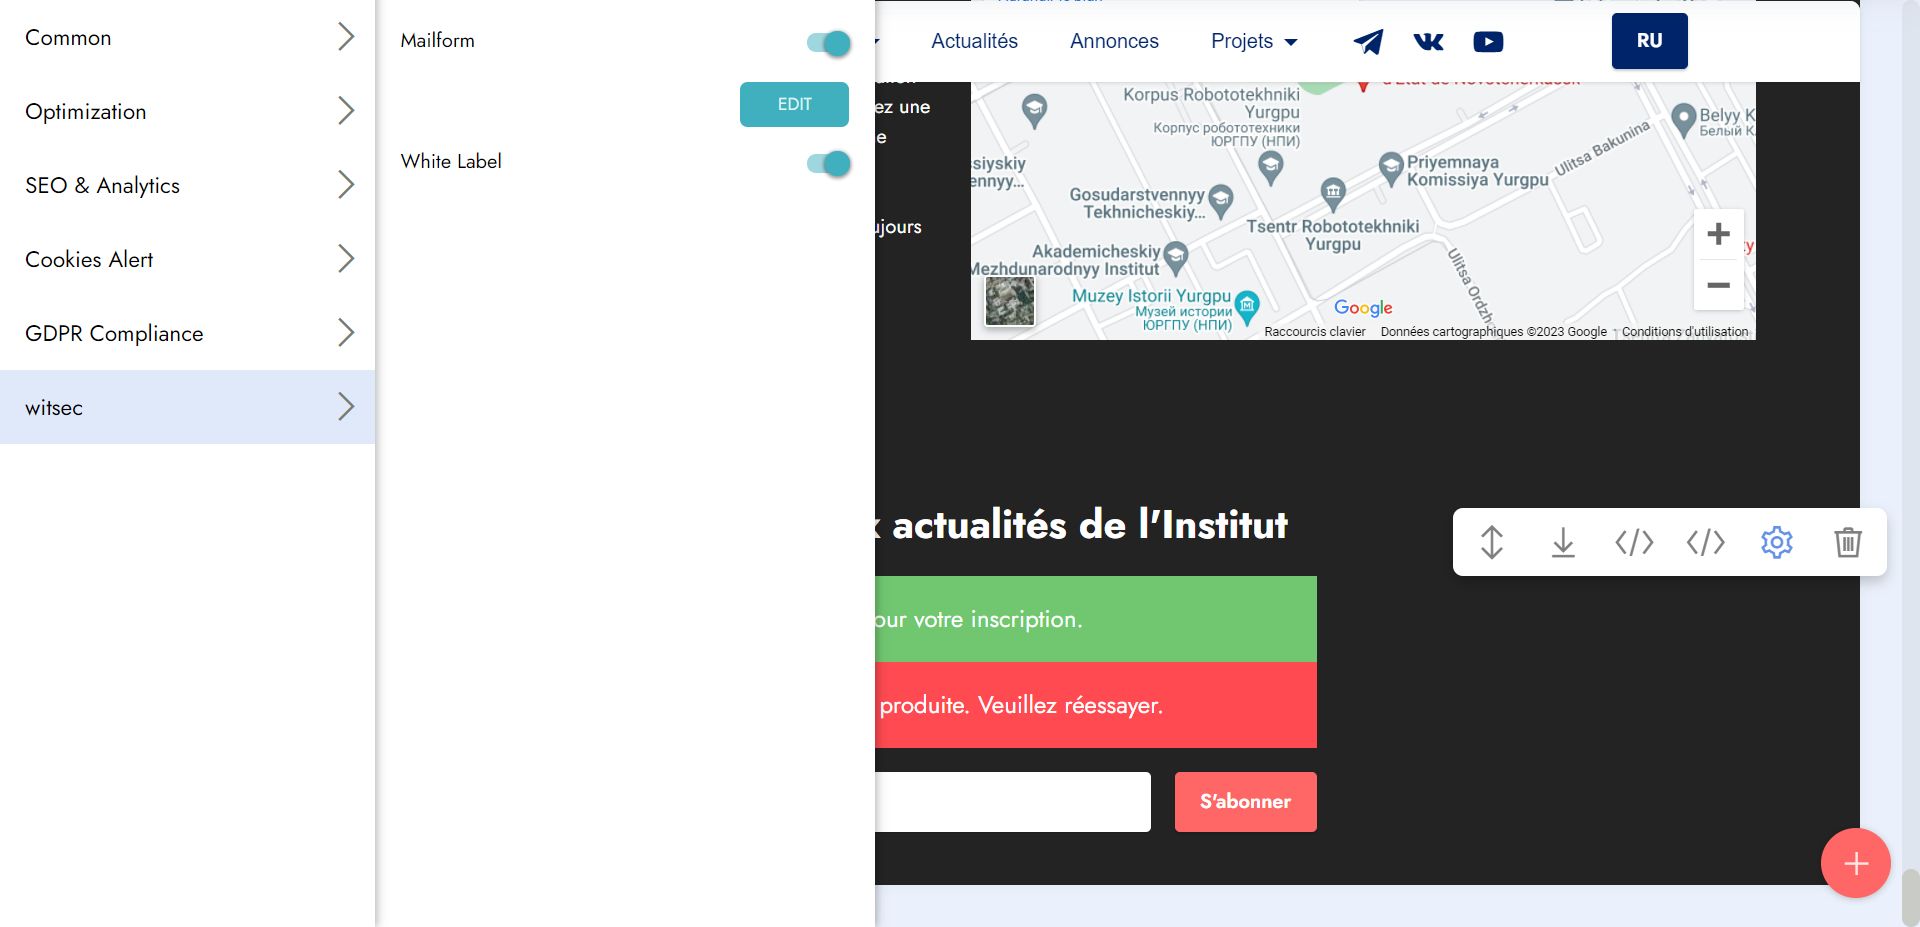 Common
Optimization
SEO & Analytics
Cookies Alert
GDPR Compliance
witsec
Mailform
EDIT
White Label
Actualités
Annonces
Projets
RU
ez une
e
ujours
Korpus Robototekhniki
Yurgpu
Корпус робототехники
ЮРГПУ (НПИ)
ssiyskiy
ennyy...
Gosudarstvennyy
Tekhnicheskiy...
Priyemnaya
Komissiya Yurgpu
Ulitsa Bakunina
Belyy K
Белый К
Tsentr Robototekhniki
Yurgpu
Akademicheskiy
Mezhdunarodnyy Institut
Muzey Istorii Yurgpu
Музей истории
ЮРГПУ (НПИ)
Ulitsa Ordzh
Google
Raccourcis clavier
Données cartographiques ©2023 Google
Conditions d'utilisation
actualités de l'Institut
our votre inscription.
produite. Veuillez réessayer.
S'abonner